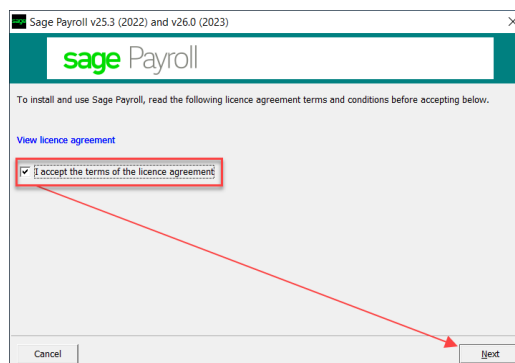 Sage Payroll v25.3 (2022) and v26.0 (2023)
sage Payroll
To install and use Sage Payroll, read the following licence agreement terms and conditions before accepting below.
View licence agreement
I accept the terms of the licence agreement
Cancel
Next